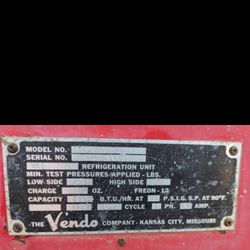 MODEL NO.
SERIAL NO.
REFRIGERATION UNIT
MIN. TEST PRESSURES APPLIED - LBS.
LOW SIDE HIGH SIDE
CHARGE OZ. FREON-12
CAPACITY B.T.U./HR. AT P.S.I.G. S.P. AT 90°F.
CYCLE PH. AMP.
THE Vendo COMPANY - KANSAS CITY, MISSOURI